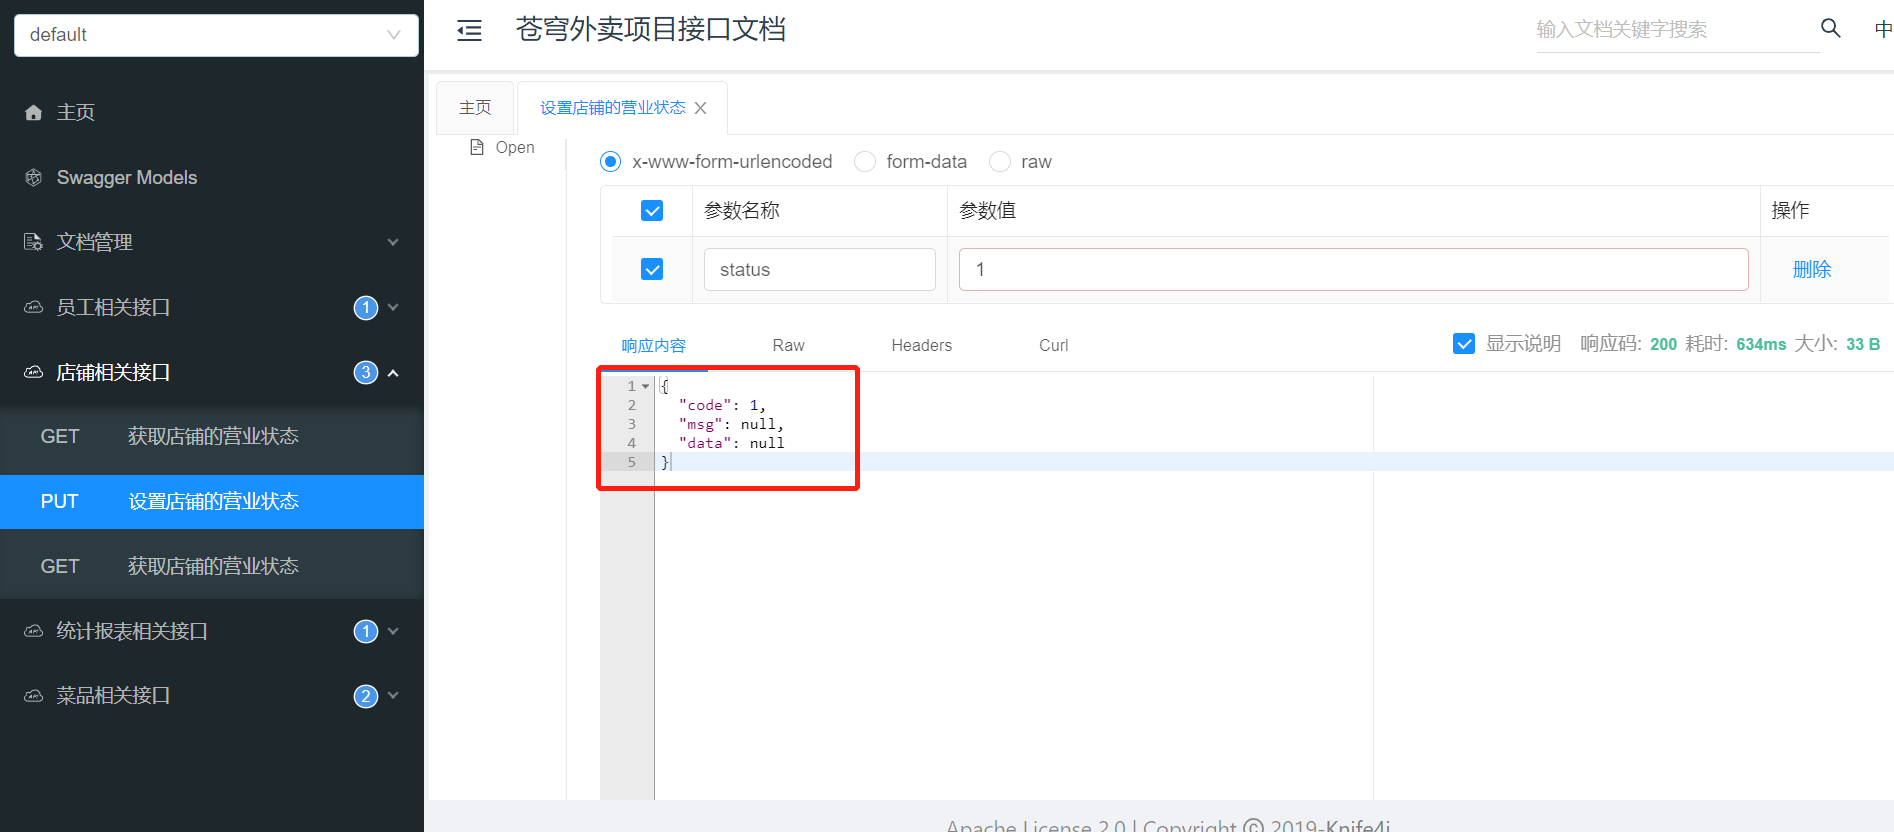 default
主页
Swagger Models
文档管理
员工相关接口 1
店铺相关接口 3
GET 获取店铺的营业状态
PUT 设置店铺的营业状态
GET 获取店铺的营业状态
统计报表相关接口 1
菜品相关接口 2
苍穹外卖项目接口文档
输入文档关键字搜索
中
主页
设置店铺的营业状态
Open
x-www-form-urlencoded form-data raw
参数名称 参数值 操作
status 1 删除
响应内容 Raw Headers Curl
显示说明 响应码: 200 耗时: 634ms 大小: 33 B
1 {
2 "code": 1,
3 "msg": null,
4 "data": null
5 }
Apache License 2.0 | Copyright © 2019-Knife4j